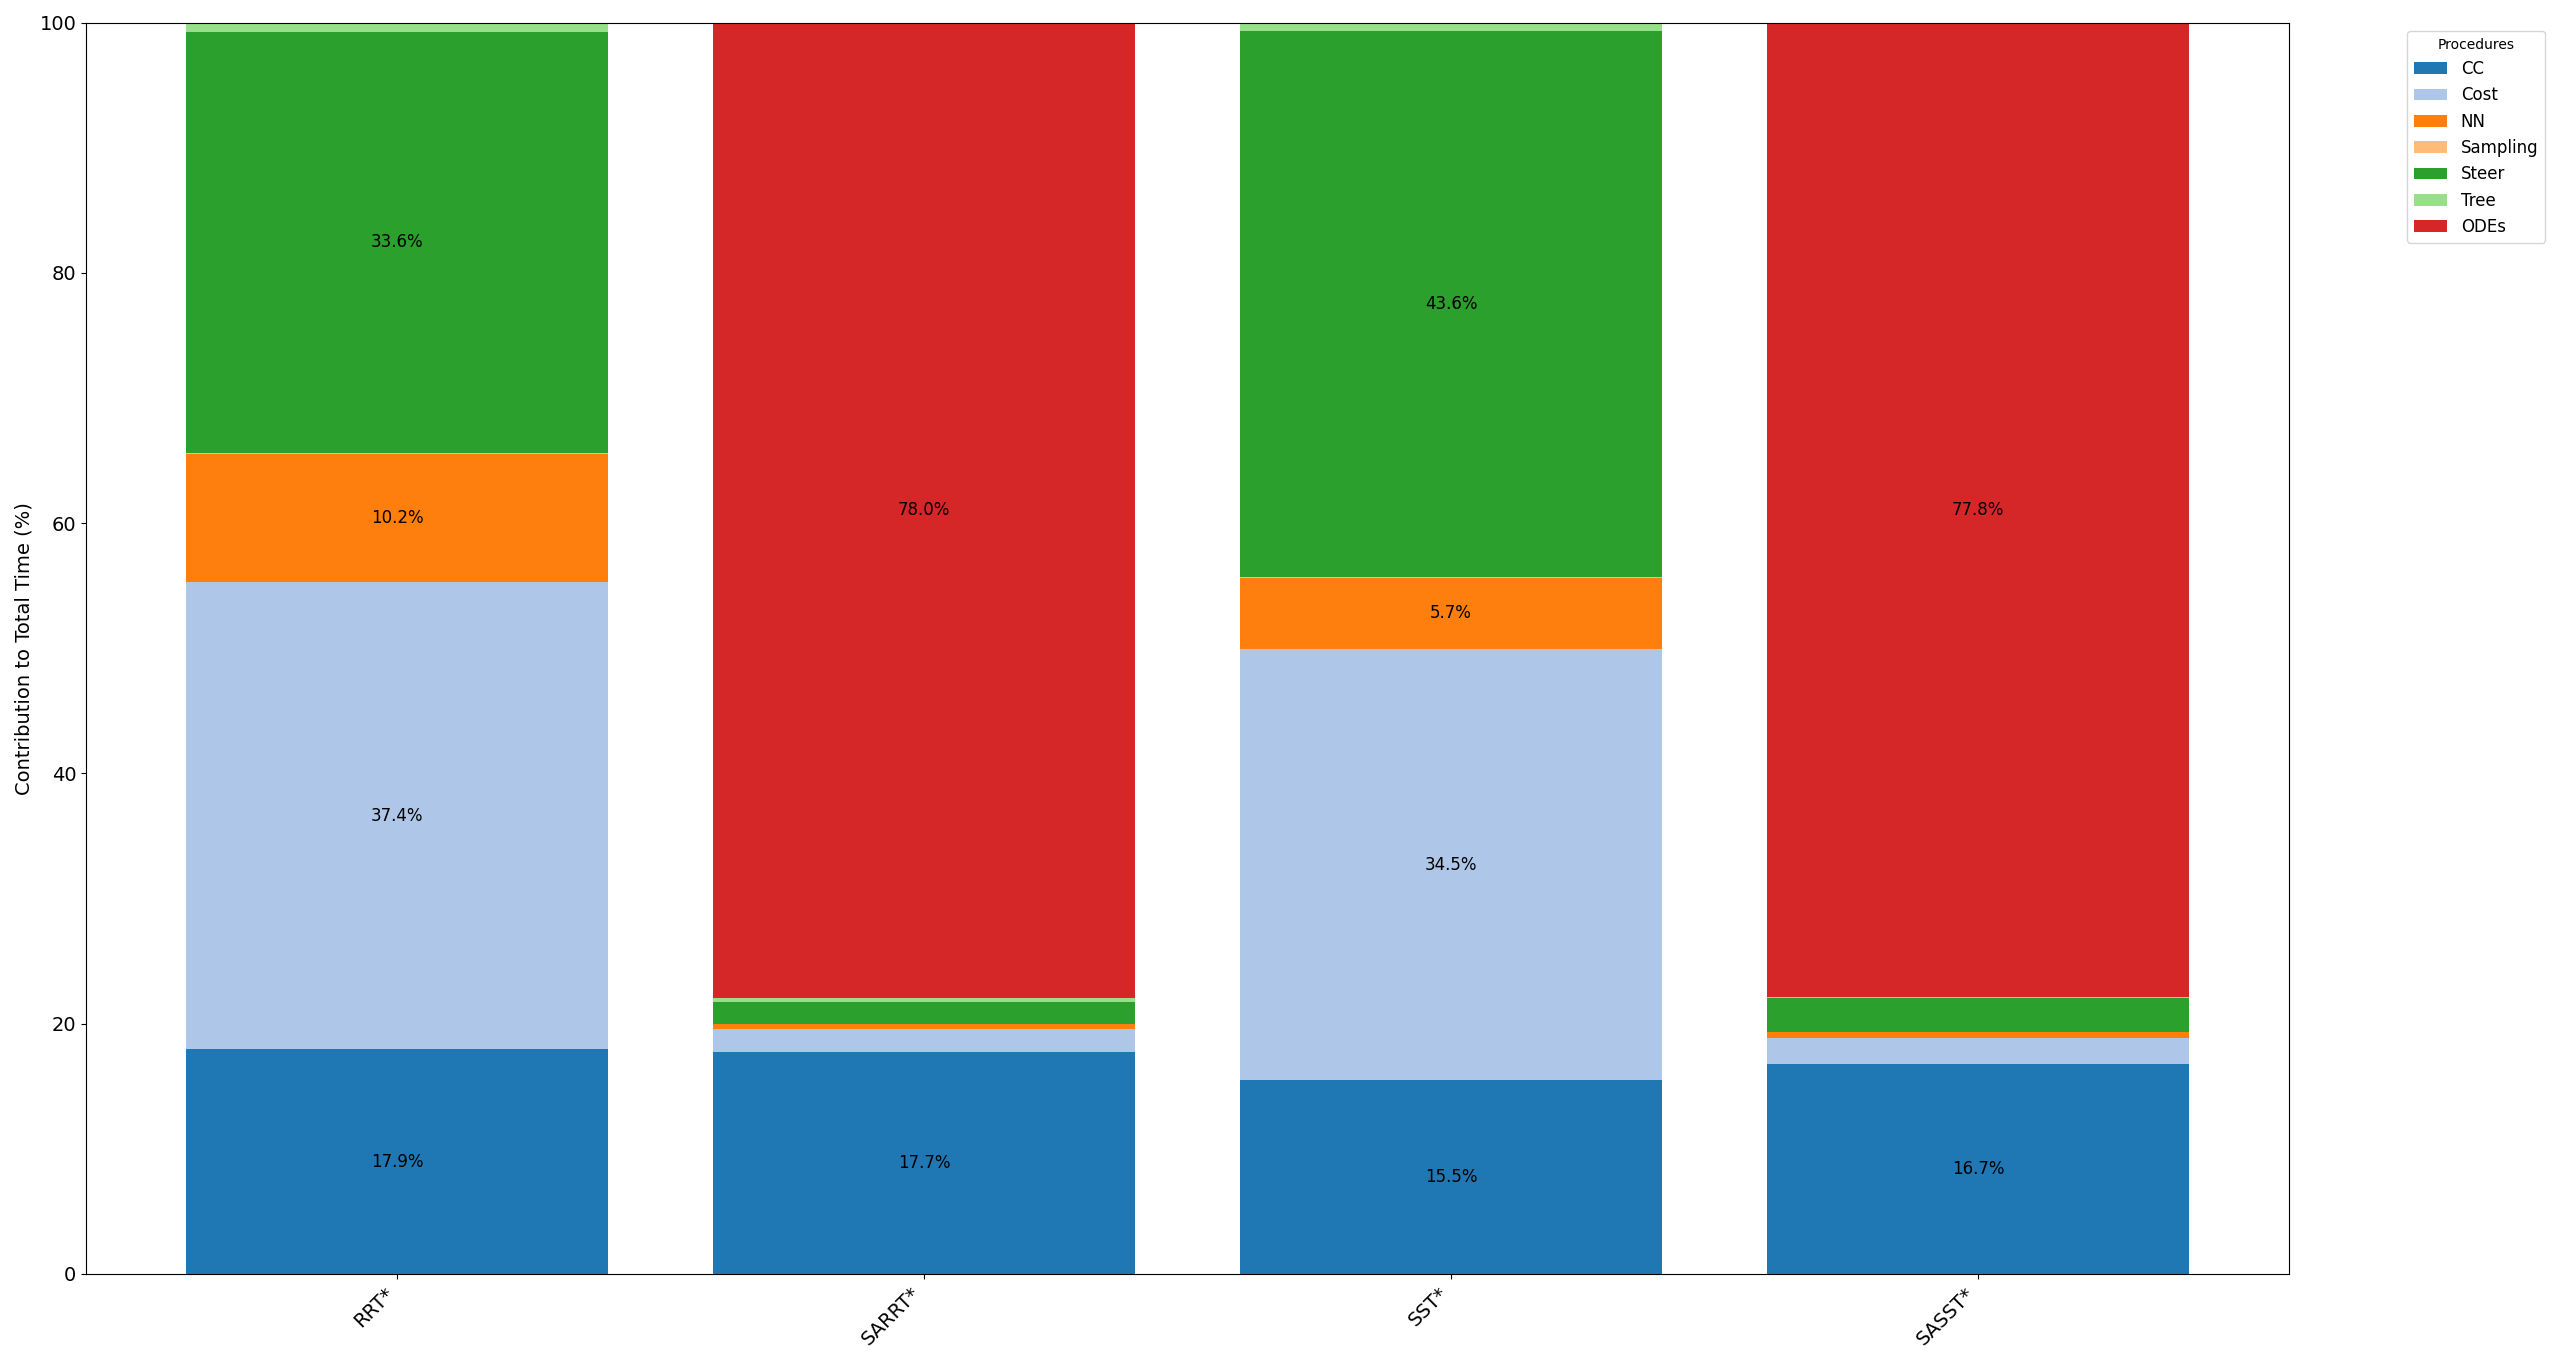 100
80
60
40
20
0
Contribution to Total Time (%)
33.6%
10.2%
37.4%
17.9%
78.0%
17.7%
43.6%
5.7%
34.5%
15.5%
77.8%
16.7%
RRT*
SARRT*
SST*
SASST*
Procedures
CC
Cost
NN
Sampling
Steer
Tree
ODEs